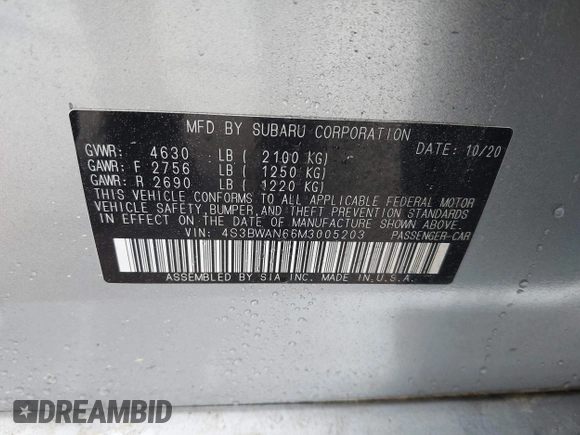 MFD BY SUBARU CORPORATION DATE: 10/20
GVWR: 4630 LB ( 2100 KG)
GAWR: F 2756 LB ( 1250 KG)
GAWR: R 2690 LB ( 1220 KG)
THIS VEHICLE CONFORMS TO ALL APPLICABLE FEDERAL MOTOR
VEHICLE SAFETY, BUMPER, AND THEFT PREVENTION STANDARDS
IN EFFECT ON THE DATE OF MANUFACTURE SHOWN ABOVE.
VIN: 4S3BWAN66M3005203 PASSENGER-CAR
ASSEMBLED BY SIA INC. MADE IN U.S.A.
DREAMBID